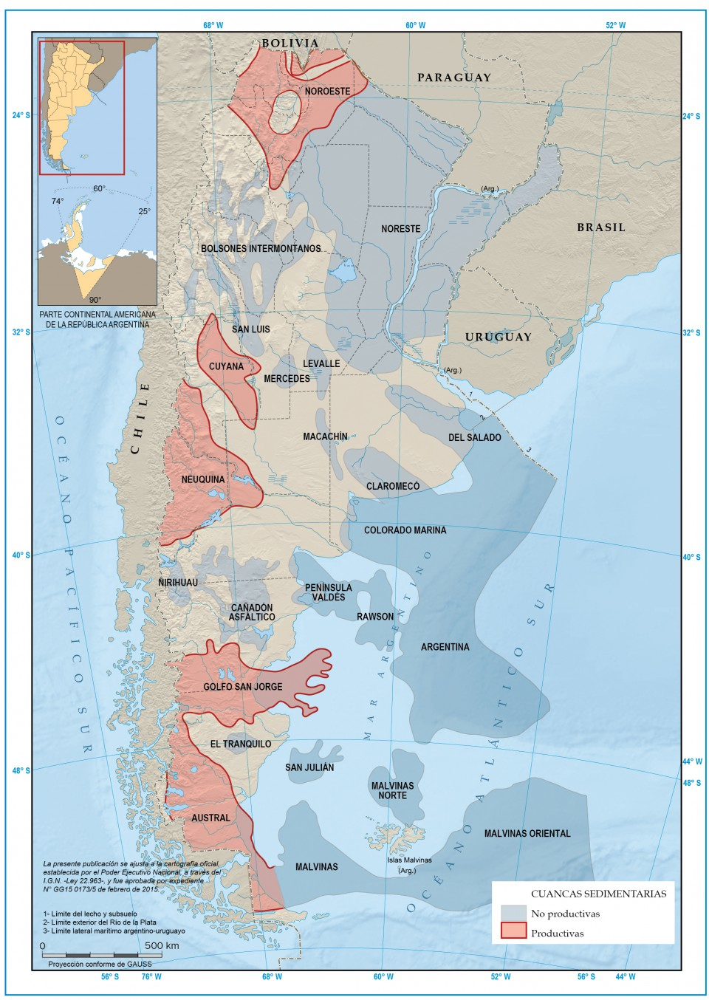 68° W
60° W
52° W
BOLIVIA
PARAGUAY
NOROESTE
24° S
24° S
74°
60°
25°
90°
(Arg.)
NORESTE
BRASIL
BOLSONES INTERMONTANOS
PARTE CONTINENTAL AMERICANA
DE LA REPÚBLICA ARGENTINA
32° S
SAN LUIS
32° S
URUGUAY
CUYANA
LEVALLE
MERCEDES
(Arg.)
CHILE
1
2
3
MACACHÍN
DEL SALADO
OCÉANO PACÍFICO SUR
NEUQUINA
CLAROMECÓ
COLORADO MARINA
40° S
40° S
ÑIRIHUAU
PENÍNSULA
VALDÉS
CAÑADÓN
ASFÁLTICO
RAWSON
MAR ARGENTINO
ARGENTINA
OCÉANO ATLÁNTICO SUR
GOLFO SAN JORGE
EL TRANQUILO
SAN JULIÁN
44° W
48° S
48° S
MALVINAS
NORTE
AUSTRAL
MALVINAS ORIENTAL
Islas Malvinas
(Arg.)
MALVINAS
La presente publicación se ajusta a la cartografía oficial,
establecida por el Poder Ejecutivo Nacional, a través del
I.G.N. -Ley 22.963-, y fue aprobada por expediente
N° GG15 0173/5 de febrero de 2015.
CUANCAS SEDIMENTARIAS
No productivas
Productivas
1- Límite del lecho y subsuelo
2- Límite exterior del Río de la Plata
3- Límite lateral marítimo argentino-uruguayo
0
500 km
Proyección conforme de GAUSS
56° S
76° W
68° W
60° W
52° W
56° S
44° W